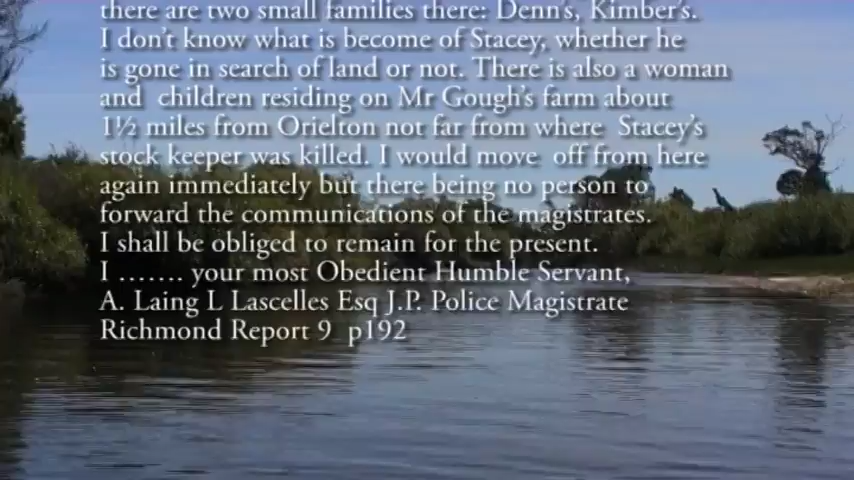 there are two small families there: Denn's, Kimber's.
I don't know what is become of Stacey, whether he
is gone in search of land or not. There is also a woman
and children residing on Mr Gough's farm about
1½ miles from Orielton not far from where Stacey's
stock keeper was killed. I would move off from here
again immediately but there being no person to
forward the communications of the magistrates.
I shall be obliged to remain for the present.
I ....... your most Obedient Humble Servant,
A. Laing L Lascelles Esq J.P. Police Magistrate
Richmond Report 9 p192